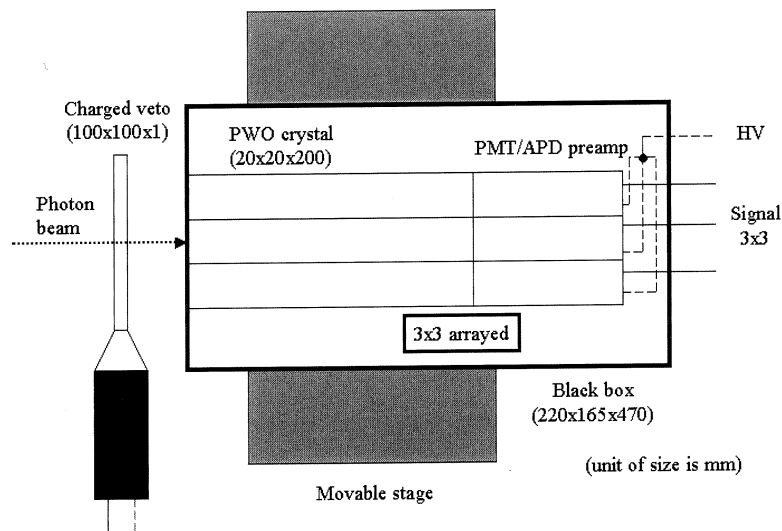 Charged veto
(100x100x1)
PWO crystal
(20x20x200)
PMT/APD preamp
HV
Photon
beam
Signal
3x3
3x3 arrayed
Black box
(220x165x470)
(unit of size is mm)
Movable stage